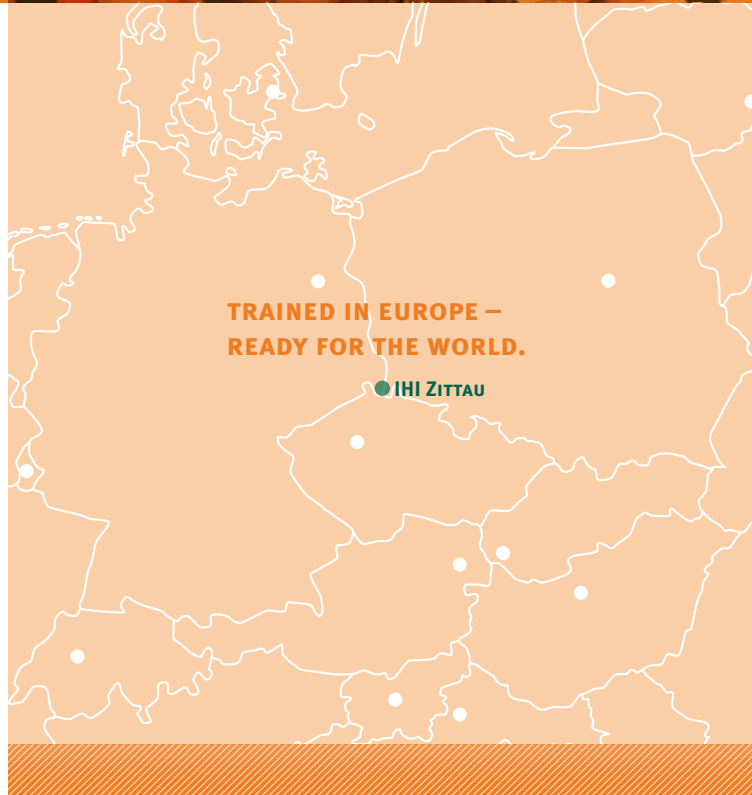 TRAINED IN EUROPE –
READY FOR THE WORLD.
IHI ZITTAU